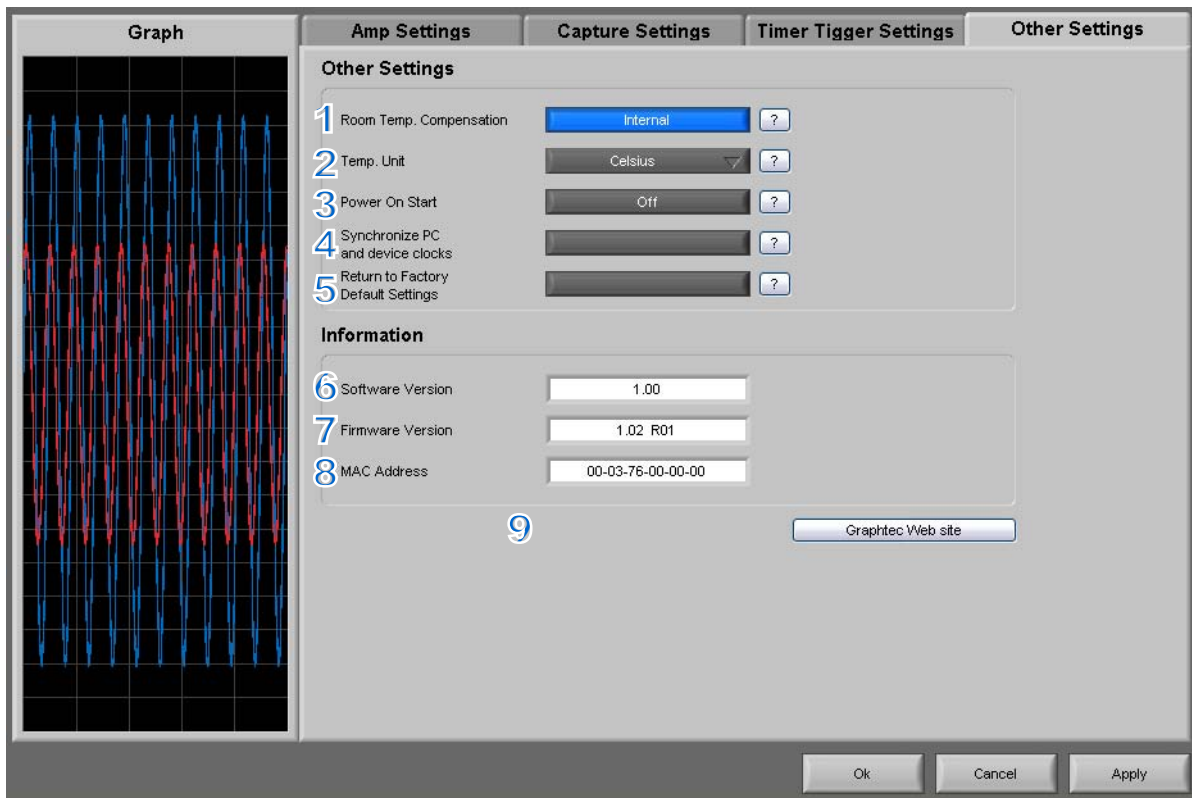 Graph
Amp Settings
Capture Settings
Timer Tigger Settings
Other Settings
Other Settings
1 Room Temp. Compensation Internal ?
2 Temp. Unit Celsius ?
3 Power On Start Off ?
4 Synchronize PC
and device clocks ?
5 Return to Factory
Default Settings ?
Information
6 Software Version 1.00
7 Firmware Version 1.02 R01
8 MAC Address 00-03-76-00-00-00
9 Graphtec Web site
Ok Cancel Apply